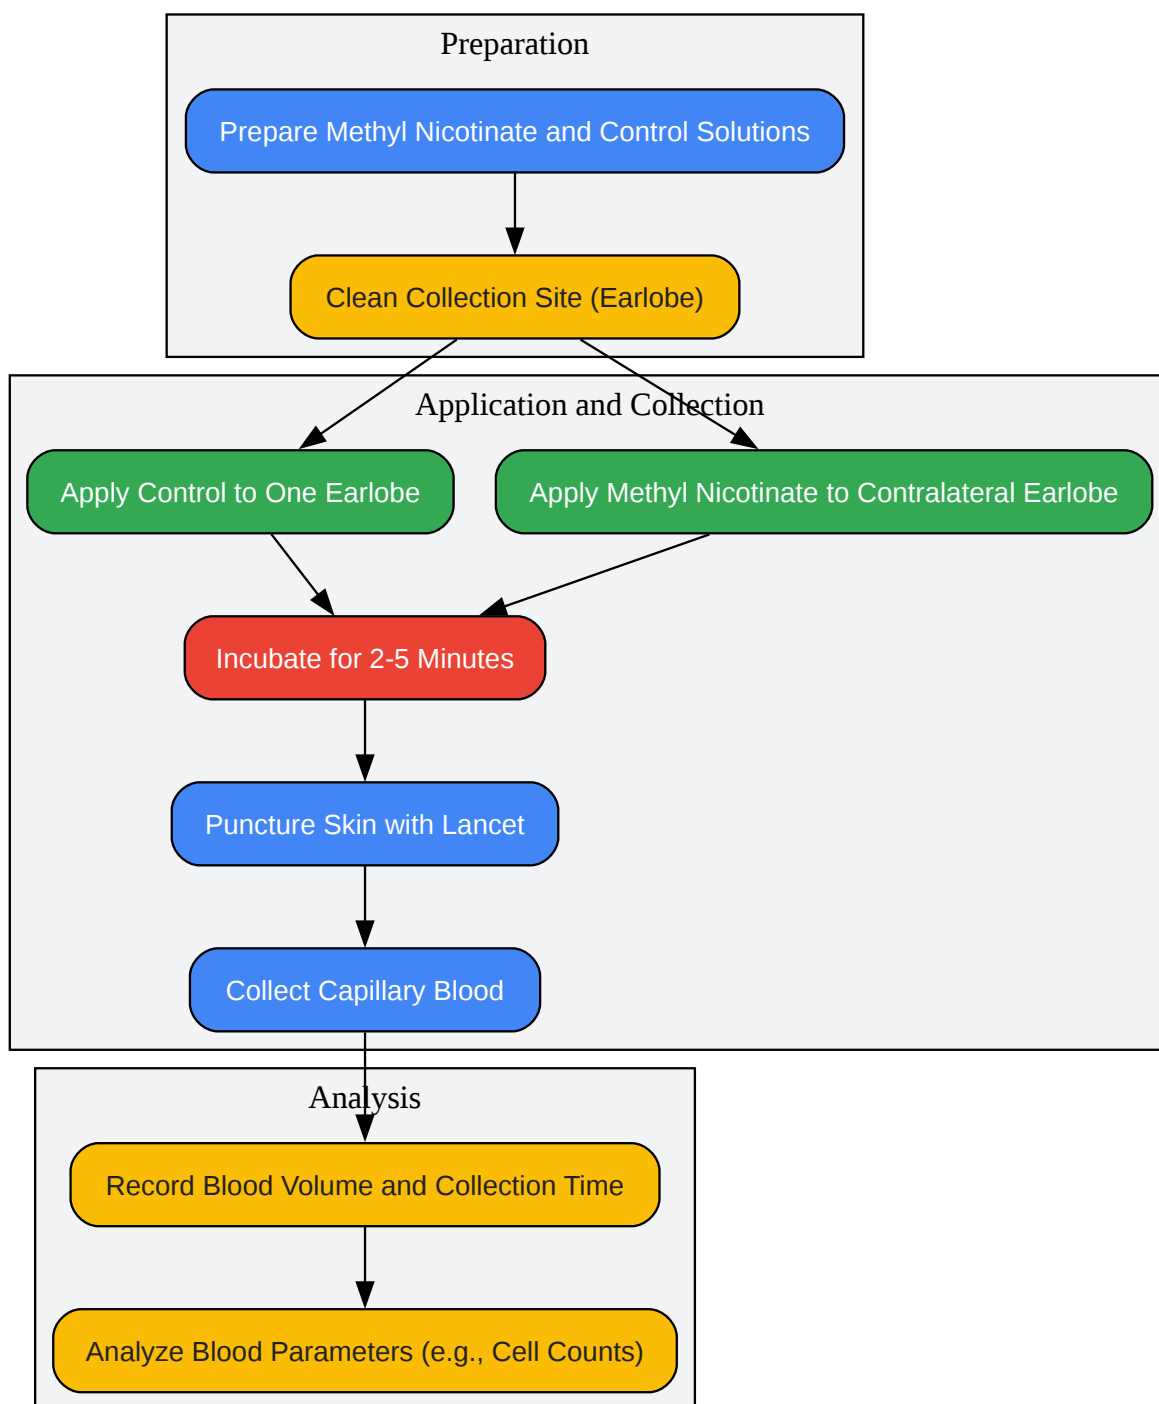 Preparation
Prepare Methyl Nicotinate and Control Solutions
Clean Collection Site (Earlobe)
Application and Collection
Apply Control to One Earlobe
Apply Methyl Nicotinate to Contralateral Earlobe
Incubate for 2-5 Minutes
Puncture Skin with Lancet
Collect Capillary Blood
Analysis
Record Blood Volume and Collection Time
Analyze Blood Parameters (e.g., Cell Counts)